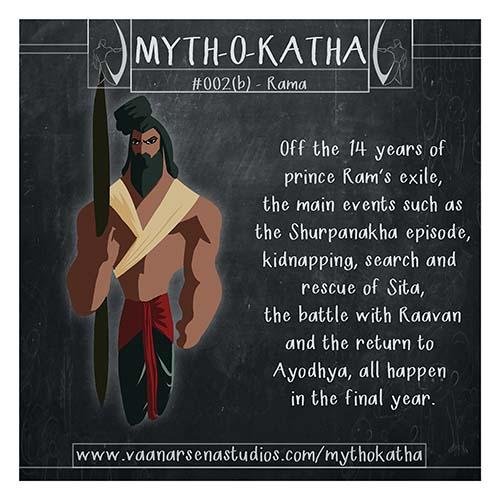 MYTH-O-KATHA
#002(b) - Rama
Off the 14 years of
prince Ram's exile,
the main events such as
the Shurpanakha episode,
kidnapping, search and
rescue of Sita,
the battle with Raavan
and the return to
Ayodhya, all happen
in the final year.
www.vaanarsenastudios.com/mythokatha